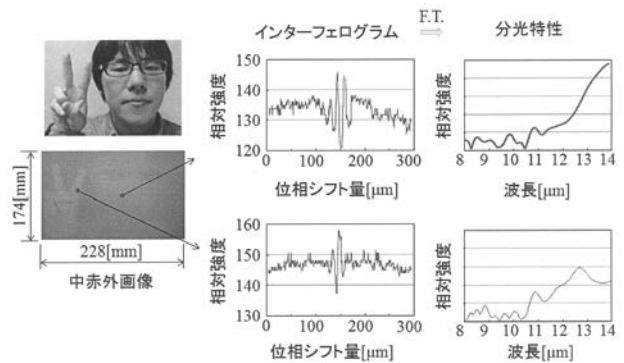 インターフェログラム
F.T.
⇨
分光特性
相対強度
150
140
130
120
0
100
200
300
位相シフト量[μm]
相対強度
8
9
10
11
12
13
14
波長[μm]
174[mm]
228[mm]
中赤外画像
相対強度
160
150
140
130
0
100
200
300
位相シフト量[μm]
相対強度
8
9
10
11
12
13
14
波長[μm]